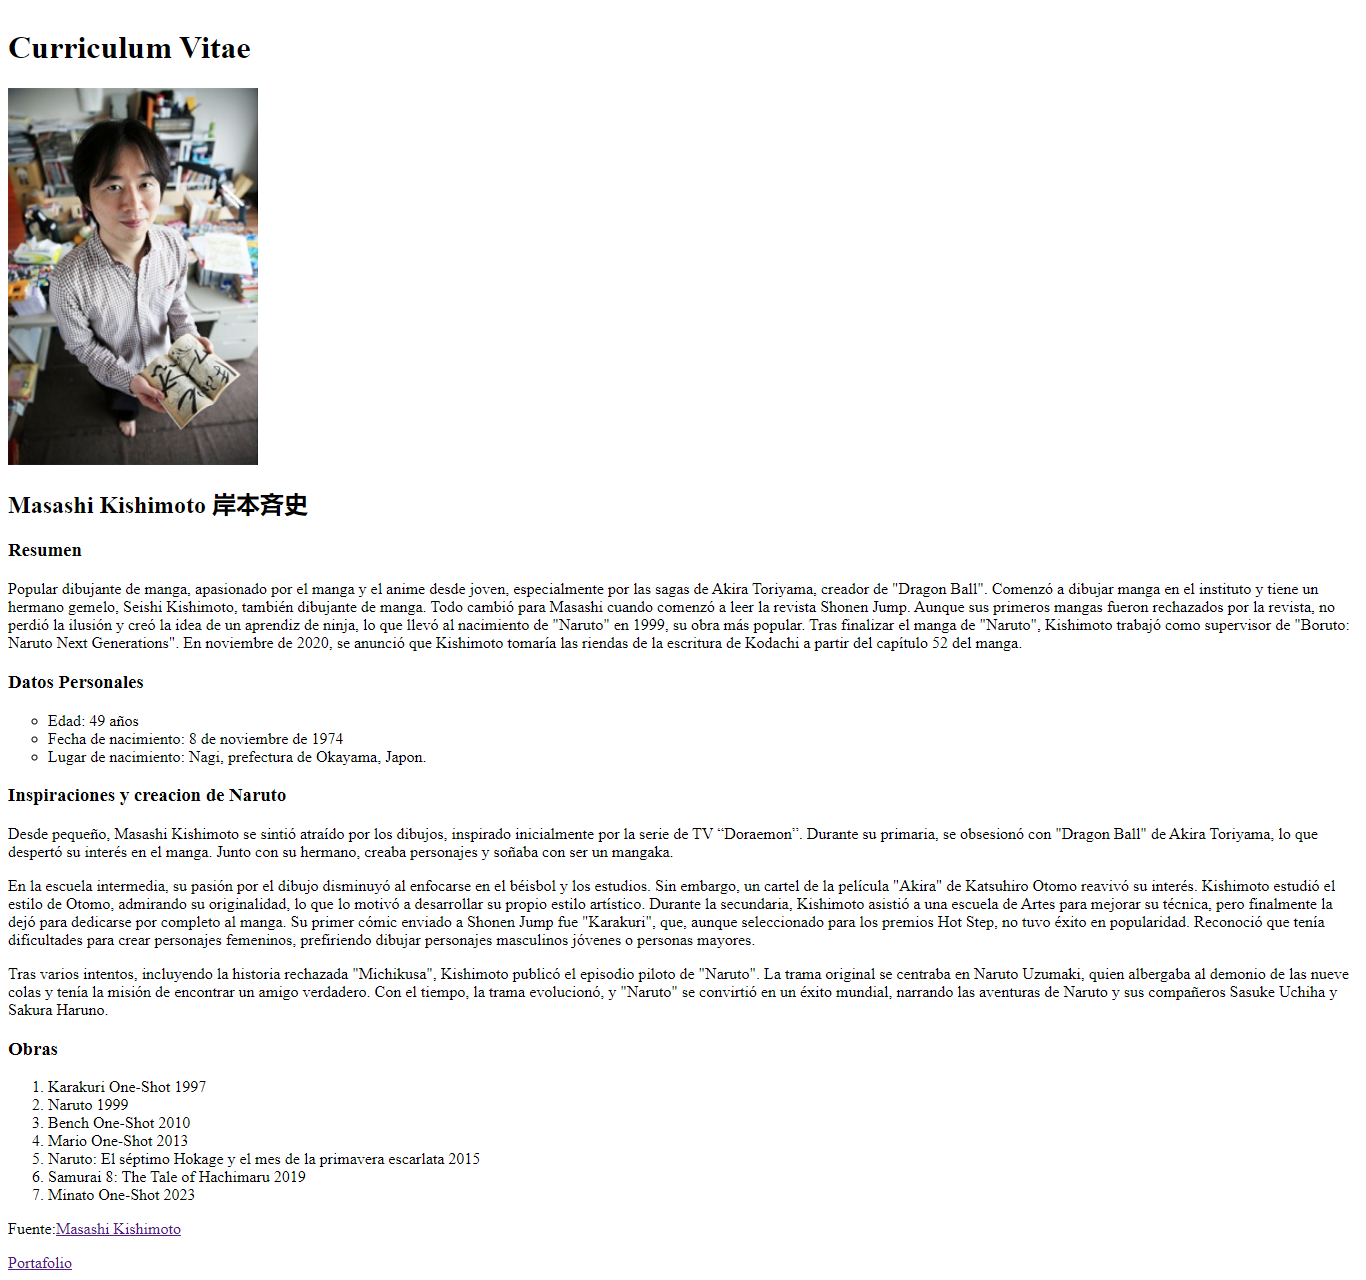 Curriculum Vitae
Masashi Kishimoto 岸本斉史
Resumen
Popular dibujante de manga, apasionado por el manga y el anime desde joven, especialmente por las sagas de Akira Toriyama, creador de "Dragon Ball". Comenzó a dibujar manga en el instituto y tiene un
hermano gemelo, Seishi Kishimoto, también dibujante de manga. Todo cambió para Masashi cuando comenzó a leer la revista Shonen Jump. Aunque sus primeros mangas fueron rechazados por la revista, no
perdió la ilusión y creó la idea de un aprendiz de ninja, lo que llevó al nacimiento de "Naruto" en 1999, su obra más popular. Tras finalizar el manga de "Naruto", Kishimoto trabajó como supervisor de "Boruto:
Naruto Next Generations". En noviembre de 2020, se anunció que Kishimoto tomaría las riendas de la escritura de Kodachi a partir del capítulo 52 del manga.
Datos Personales
Edad: 49 años
Fecha de nacimiento: 8 de noviembre de 1974
Lugar de nacimiento: Nagi, prefectura de Okayama, Japon.
Inspiraciones y creacion de Naruto
Desde pequeño, Masashi Kishimoto se sintió atraído por los dibujos, inspirado inicialmente por la serie de TV “Doraemon”. Durante su primaria, se obsesionó con "Dragon Ball" de Akira Toriyama, lo que
despertó su interés en el manga. Junto con su hermano, creaba personajes y soñaba con ser un mangaka.
En la escuela intermedia, su pasión por el dibujo disminuyó al enfocarse en el béisbol y los estudios. Sin embargo, un cartel de la película "Akira" de Katsuhiro Otomo reavivó su interés. Kishimoto estudió el
estilo de Otomo, admirando su originalidad, lo que lo motivó a desarrollar su propio estilo artístico. Durante la secundaria, Kishimoto asistió a una escuela de Artes para mejorar su técnica, pero finalmente la
dejó para dedicarse por completo al manga. Su primer cómic enviado a Shonen Jump fue "Karakuri", que, aunque seleccionado para los premios Hot Step, no tuvo éxito en popularidad. Reconoció que tenía
dificultades para crear personajes femeninos, prefiriendo dibujar personajes masculinos jóvenes o personas mayores.
Tras varios intentos, incluyendo la historia rechazada "Michikusa", Kishimoto publicó el episodio piloto de "Naruto". La trama original se centraba en Naruto Uzumaki, quien albergaba al demonio de las nueve
colas y tenía la misión de encontrar un amigo verdadero. Con el tiempo, la trama evolucionó, y "Naruto" se convirtió en un éxito mundial, narrando las aventuras de Naruto y sus compañeros Sasuke Uchiha y
Sakura Haruno.
Obras
1. Karakuri One-Shot 1997
2. Naruto 1999
3. Bench One-Shot 2010
4. Mario One-Shot 2013
5. Naruto: El séptimo Hokage y el mes de la primavera escarlata 2015
6. Samurai 8: The Tale of Hachimaru 2019
7. Minato One-Shot 2023
Fuente:Masashi Kishimoto
Portafolio